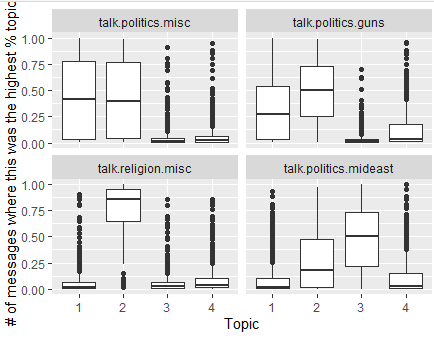 # of messages where this was the highest % topic
talk.politics.misc
talk.politics.guns
1.00
0.75
0.50
0.25
0.00
talk.religion.misc
talk.politics.mideast
1.00
0.75
0.50
0.25
0.00
1 2 3 4
1 2 3 4
Topic